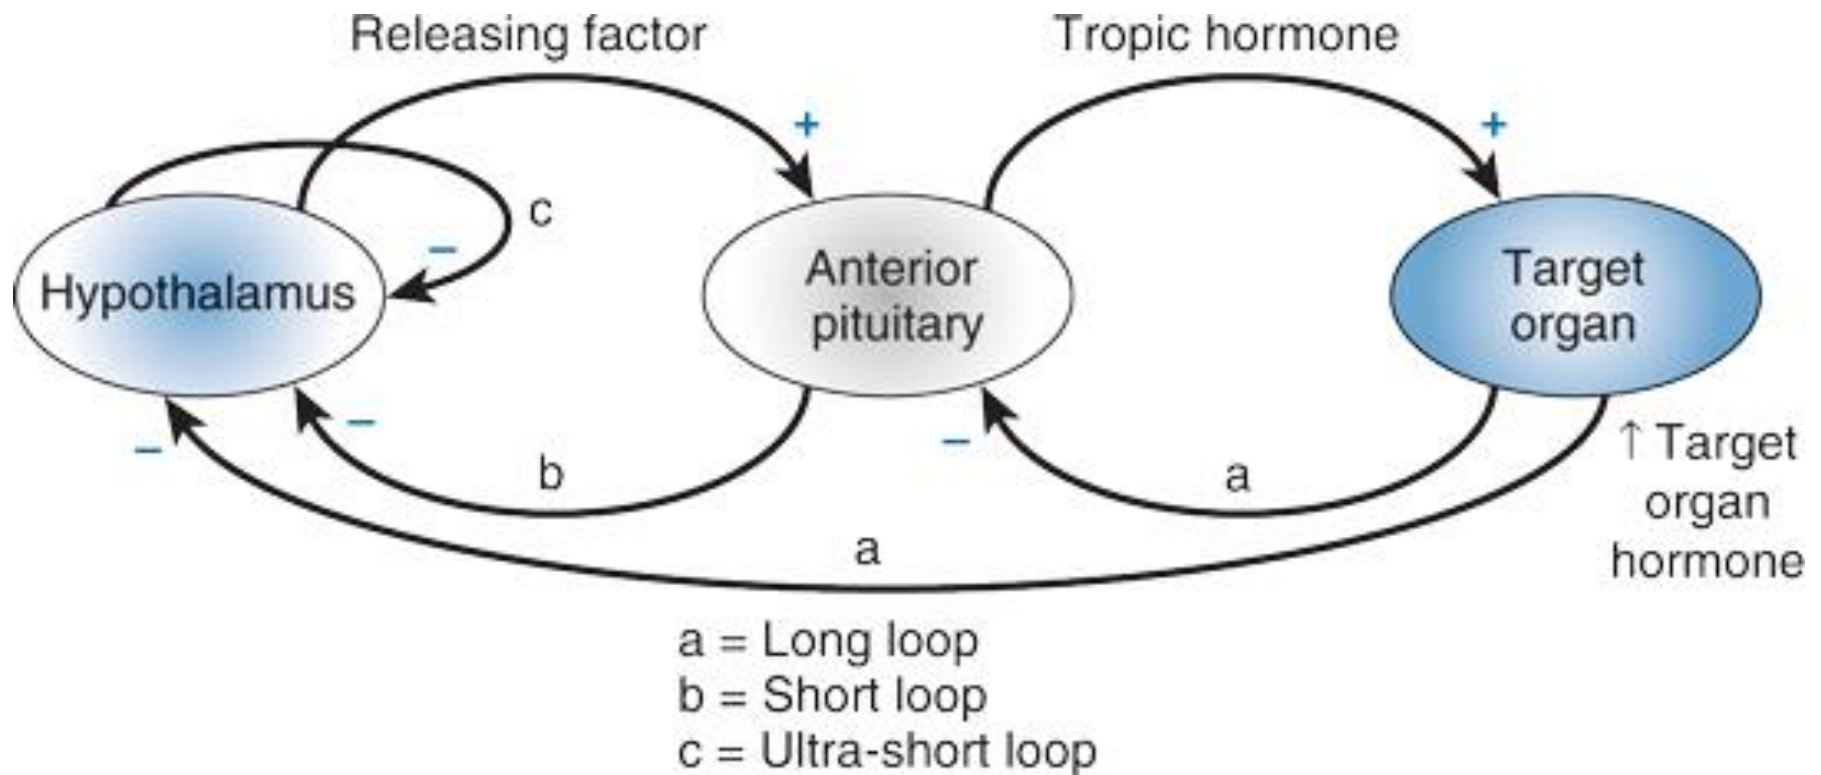 Releasing factor
Tropic hormone
+
+
c
–
Hypothalamus
Anterior
pituitary
Target
organ
–
–
–
b
a
a
↑ Target
organ
hormone
a = Long loop
b = Short loop
c = Ultra-short loop